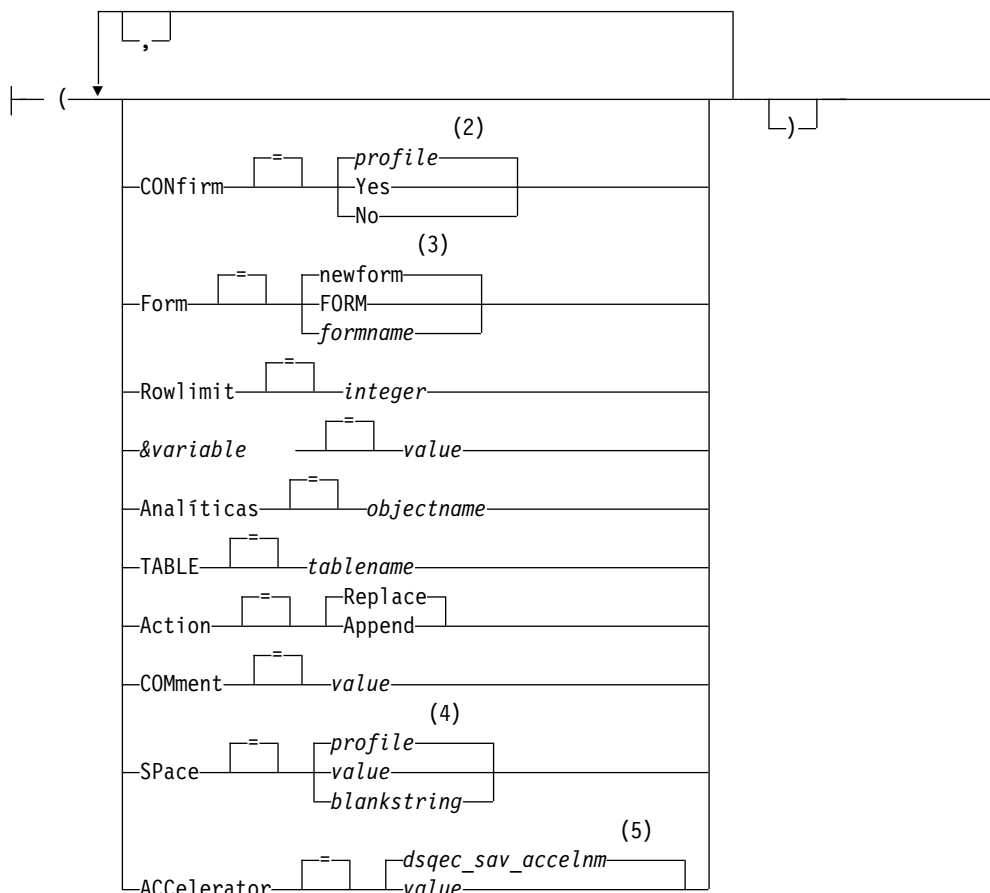 ,
( )
(2)
= profile
CONfirm Yes
No
(3)
= newform
Form FORM
formname
=
Rowlimit integer
=
&variable value
=
Analíticas objectname
=
TABLE tablename
= Replace
Action Append
=
COMment value
(4)
= profile
SPace value
blankstring
(5)
= dsqec_sav_accelnm
ACCelerator value